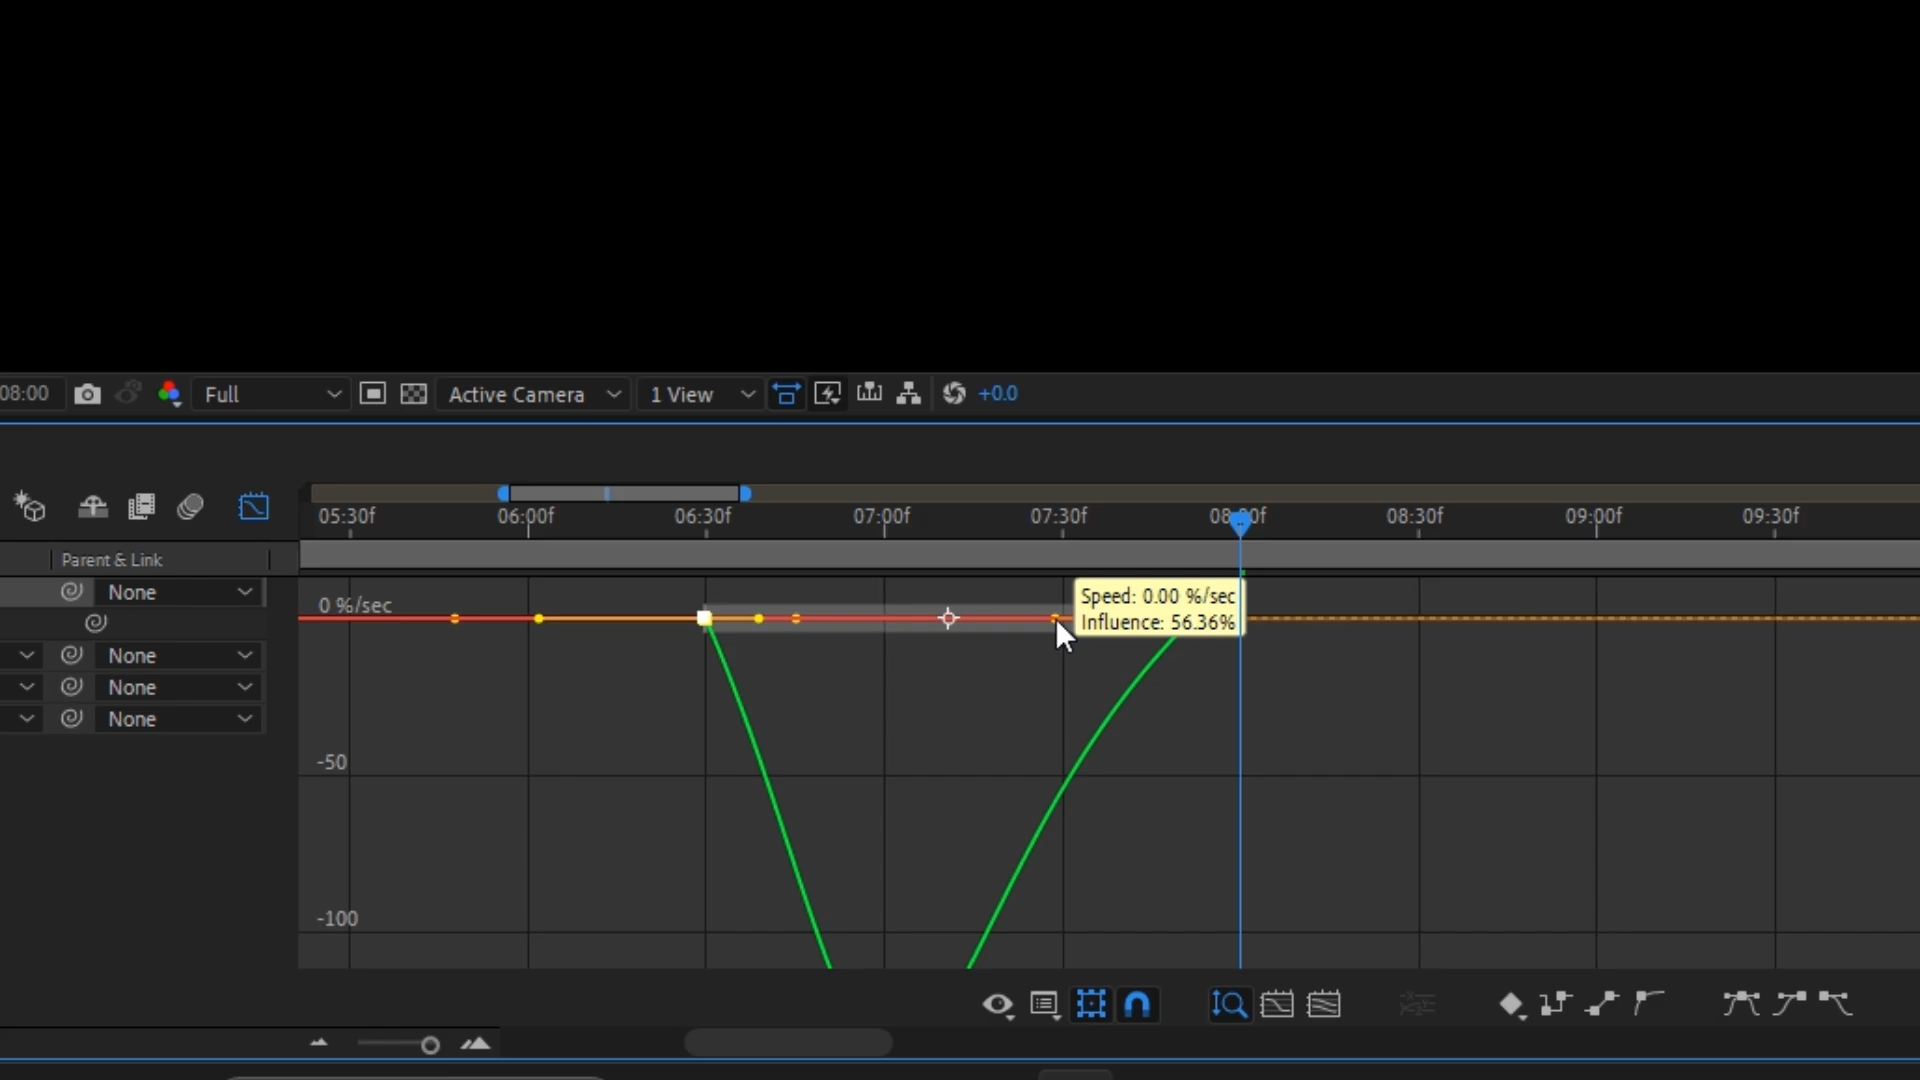 08:00 Full Active Camera 1 View +0.0
05:30f 06:00f 06:30f 07:00f 07:30f 08:30f 09:00f 09:30f
Parent & Link
None
0 %/sec
Speed: 0.00 %/sec
Influence: 56.36%
None
None
None
-50
-100